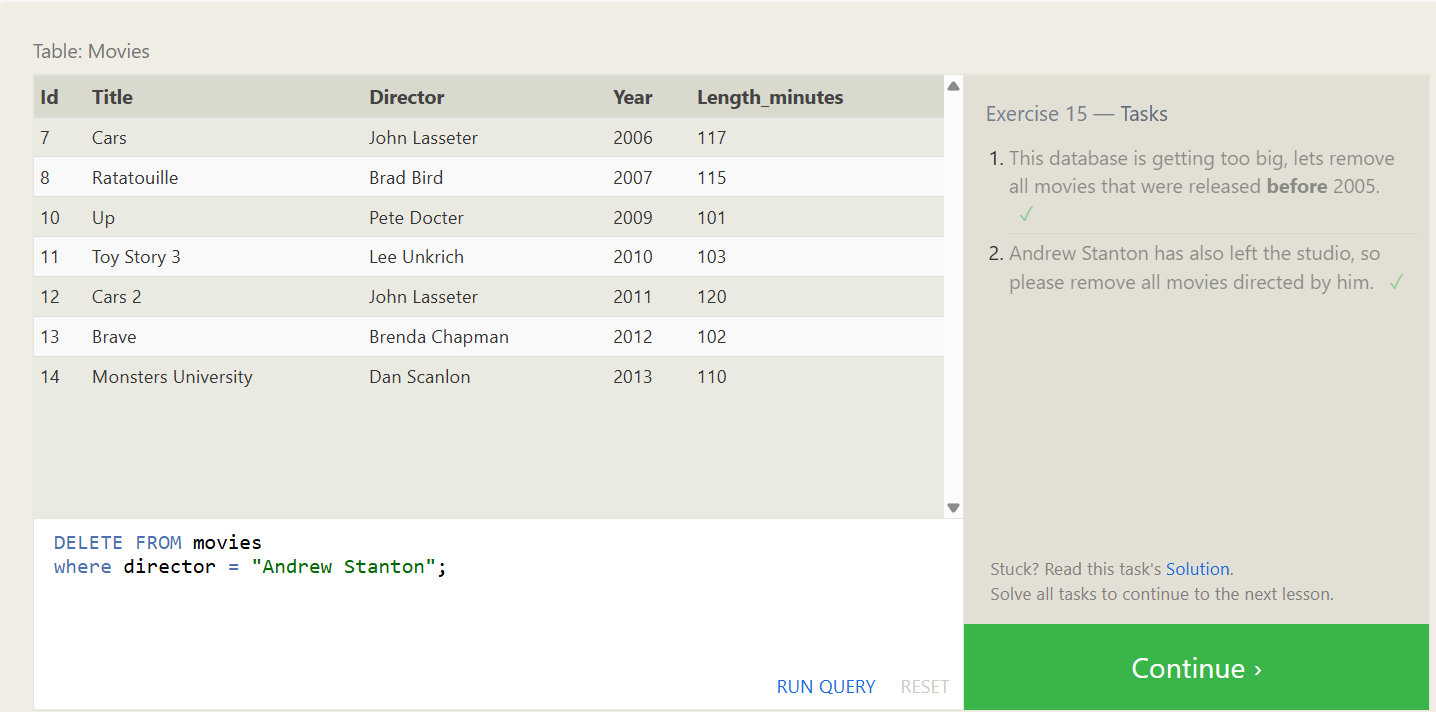 Table: Movies
Id Title Director Year Length_minutes
7 Cars John Lasseter 2006 117
8 Ratatouille Brad Bird 2007 115
10 Up Pete Docter 2009 101
11 Toy Story 3 Lee Unkrich 2010 103
12 Cars 2 John Lasseter 2011 120
13 Brave Brenda Chapman 2012 102
14 Monsters University Dan Scanlon 2013 110
DELETE FROM movies
where director = "Andrew Stanton";
RUN QUERY RESET
Exercise 15 — Tasks
1. This database is getting too big, lets remove
all movies that were released before 2005.
✓
2. Andrew Stanton has also left the studio, so
please remove all movies directed by him. ✓
Stuck? Read this task's Solution.
Solve all tasks to continue to the next lesson.
Continue ›